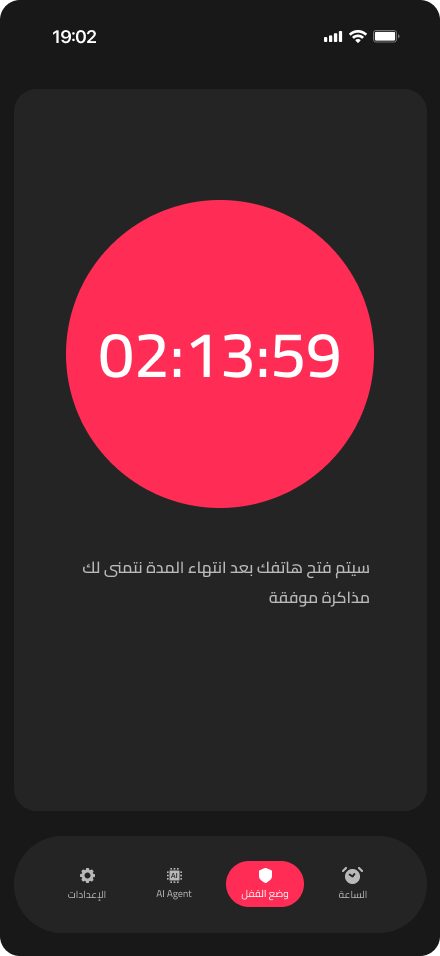 19:02
02:13:59
سيتم فتح هاتفك بعد انتهاء المدة نتمنى لك
مذاكرة موفقة
الساعة
وضع القفل
AI Agent
AI
الإعدادات